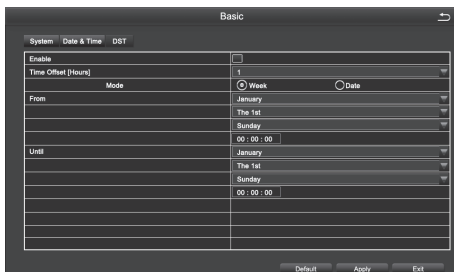 Basic
System Date & Time DST
Enable
Time Offset [Hours] 1
Mode Week Date
From January
The 1st
Sunday
00 : 00 : 00
Until January
The 1st
Sunday
00 : 00 : 00
Default Apply Exit